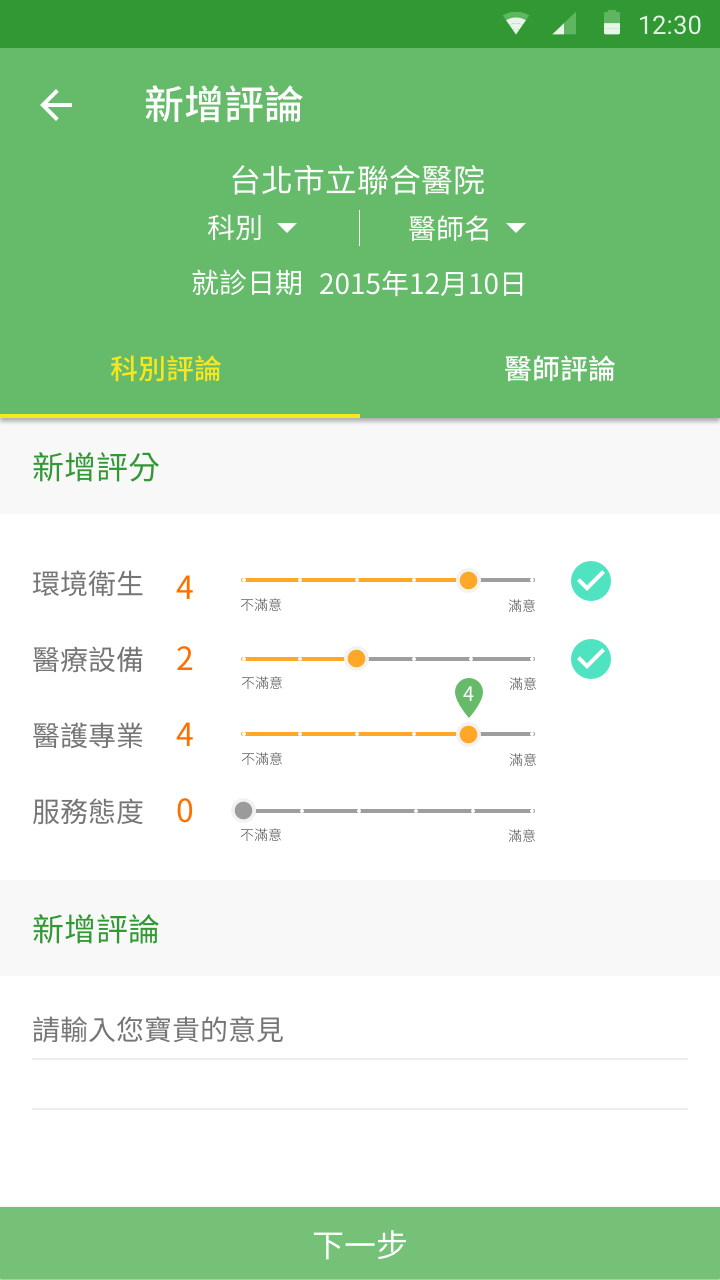 12:30
新增評論
台北市立聯合醫院
科別 醫師名
就診日期 2015年12月10日
科別評論 醫師評論
新增評分
環境衛生 4
不滿意 滿意
醫療設備 2
不滿意 滿意
4
醫護專業 4
不滿意 滿意
服務態度 0
不滿意 滿意
新增評論
請輸入您寶貴的意見
下一步